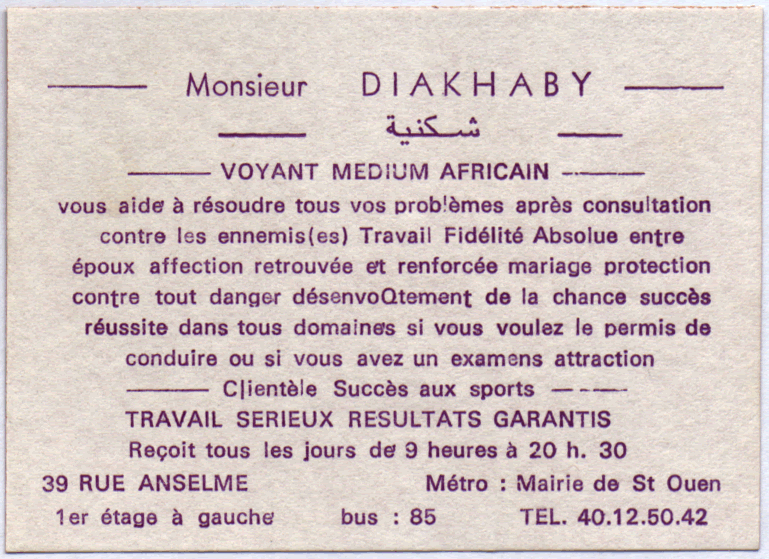 Monsieur DIAKHABY
شكنية
VOYANT MEDIUM AFRICAIN
vous aide à résoudre tous vos problèmes après consultation
contre les ennemis(es) Travail Fidélité Absolue entre
époux affection retrouvée et renforcée mariage protection
contre tout danger désenvoQtement de la chance succès
réussite dans tous domaines si vous voulez le permis de
conduire ou si vous avez un examens attraction
Clientèle Succès aux sports
TRAVAIL SERIEUX RESULTATS GARANTIS
Reçoit tous les jours de 9 heures à 20 h. 30
39 RUE ANSELME Métro : Mairie de St Ouen
1er étage à gauche bus : 85 TEL. 40.12.50.42